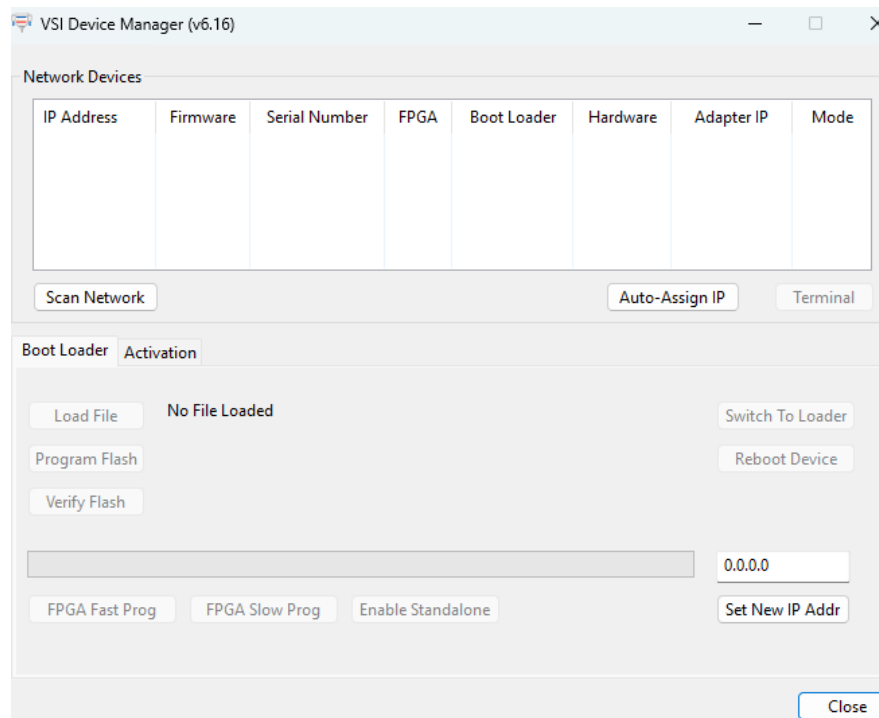 VSI Device Manager (v6.16)
Network Devices
IP Address Firmware Serial Number FPGA Boot Loader Hardware Adapter IP Mode
Scan Network Auto-Assign IP Terminal
Boot Loader Activation
Load File No File Loaded Switch To Loader
Program Flash Reboot Device
Verify Flash
0.0.0.0
FPGA Fast Prog FPGA Slow Prog Enable Standalone Set New IP Addr
Close